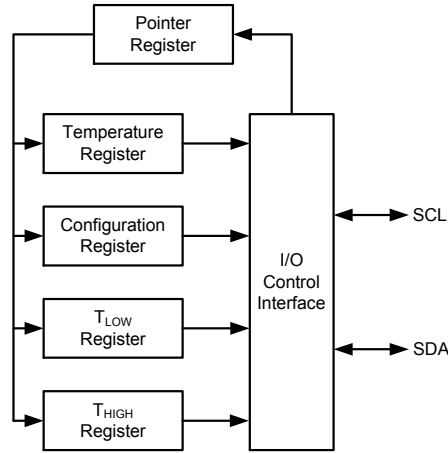 Pointer
Register
Temperature
Register
Configuration
Register
TLOW
Register
THIGH
Register
I/O
Control
Interface
SCL
SDA